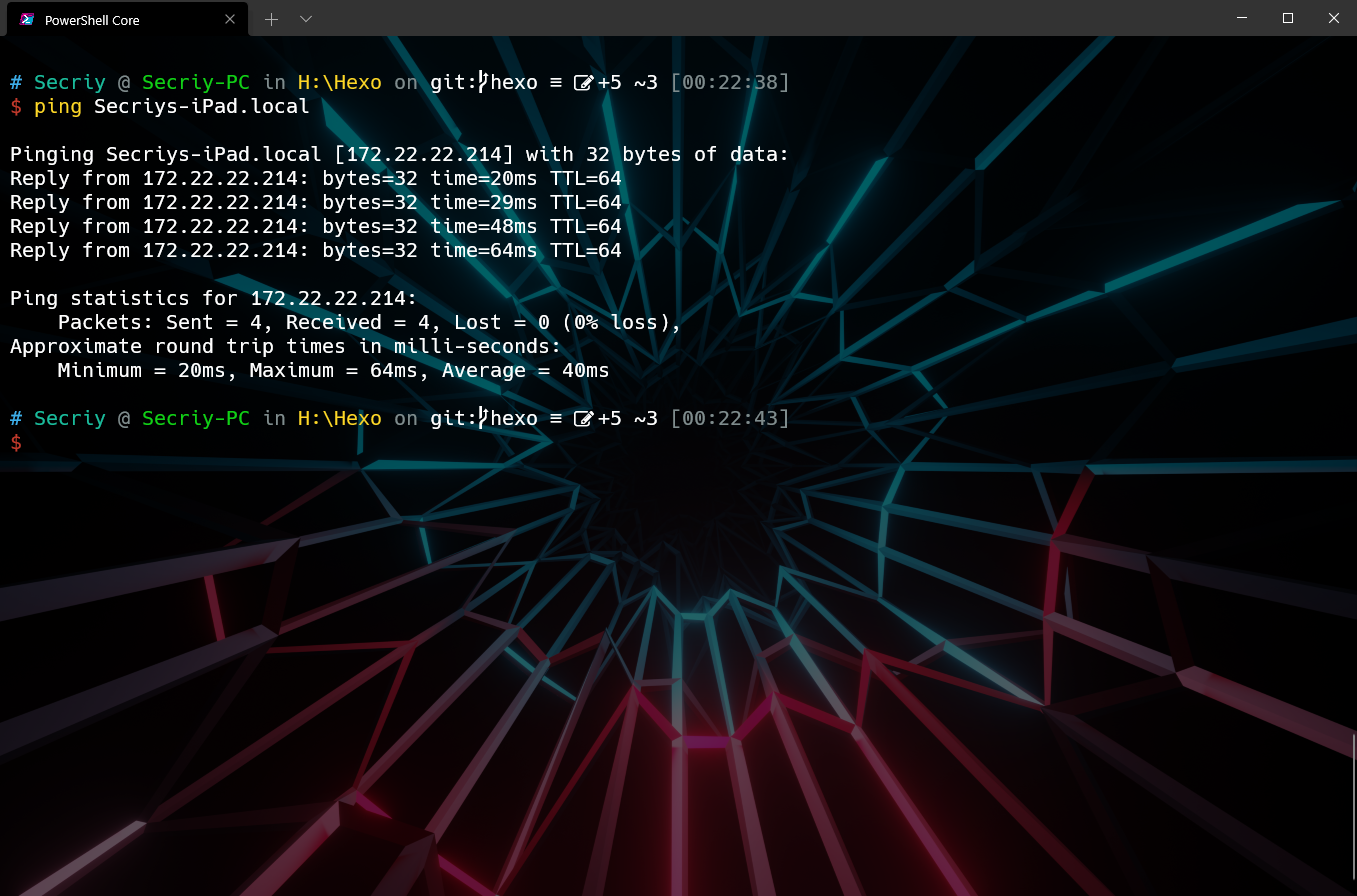 PowerShell Core
# Secriy @ Secriy-PC in H:\Hexo on git:hexo ≡ +5 ~3 [00:22:38]
$ ping Secriys-iPad.local
Pinging Secriys-iPad.local [172.22.22.214] with 32 bytes of data:
Reply from 172.22.22.214: bytes=32 time=20ms TTL=64
Reply from 172.22.22.214: bytes=32 time=29ms TTL=64
Reply from 172.22.22.214: bytes=32 time=48ms TTL=64
Reply from 172.22.22.214: bytes=32 time=64ms TTL=64
Ping statistics for 172.22.22.214:
    Packets: Sent = 4, Received = 4, Lost = 0 (0% loss),
Approximate round trip times in milli-seconds:
    Minimum = 20ms, Maximum = 64ms, Average = 40ms
# Secriy @ Secriy-PC in H:\Hexo on git:hexo ≡ +5 ~3 [00:22:43]
$